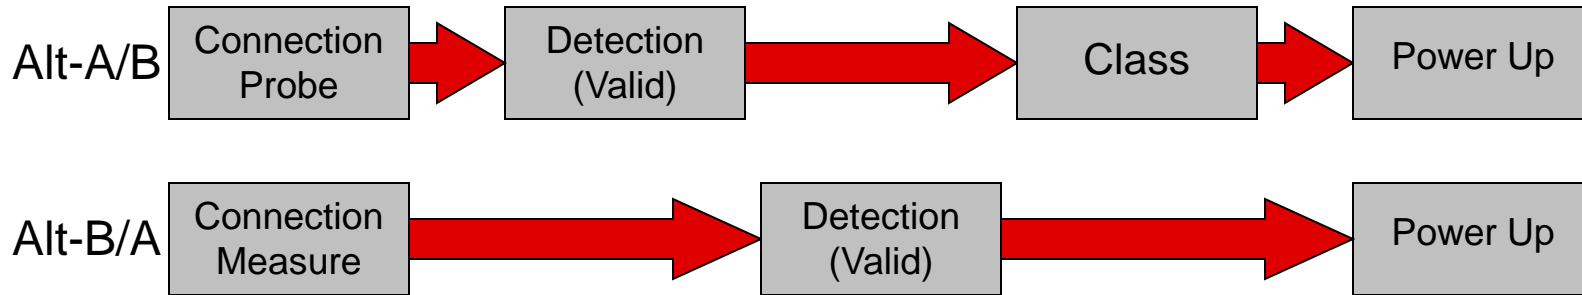 Alt-A/B
Connection
Probe
Detection
(Valid)
Class
Power Up
Alt-B/A
Connection
Measure
Detection
(Valid)
Power Up